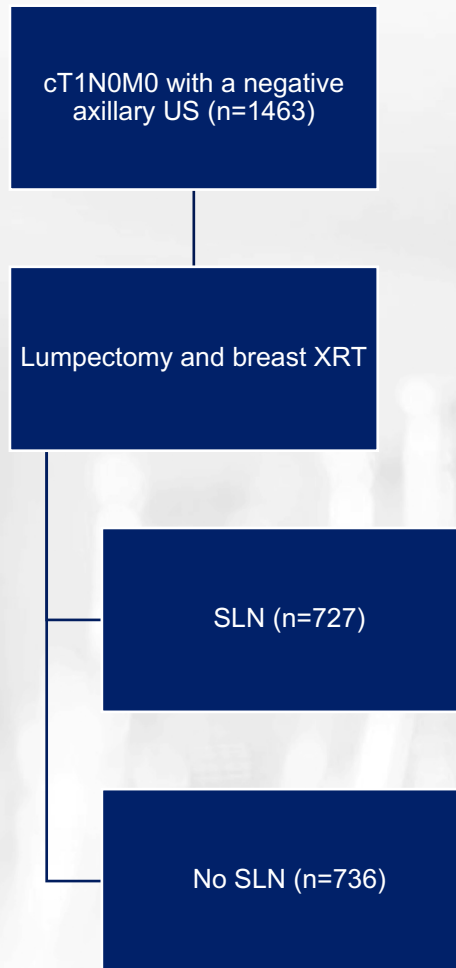 cT1N0M0 with a negative
axillary US (n=1463)
Lumpectomy and breast XRT
SLN (n=727)
No SLN (n=736)